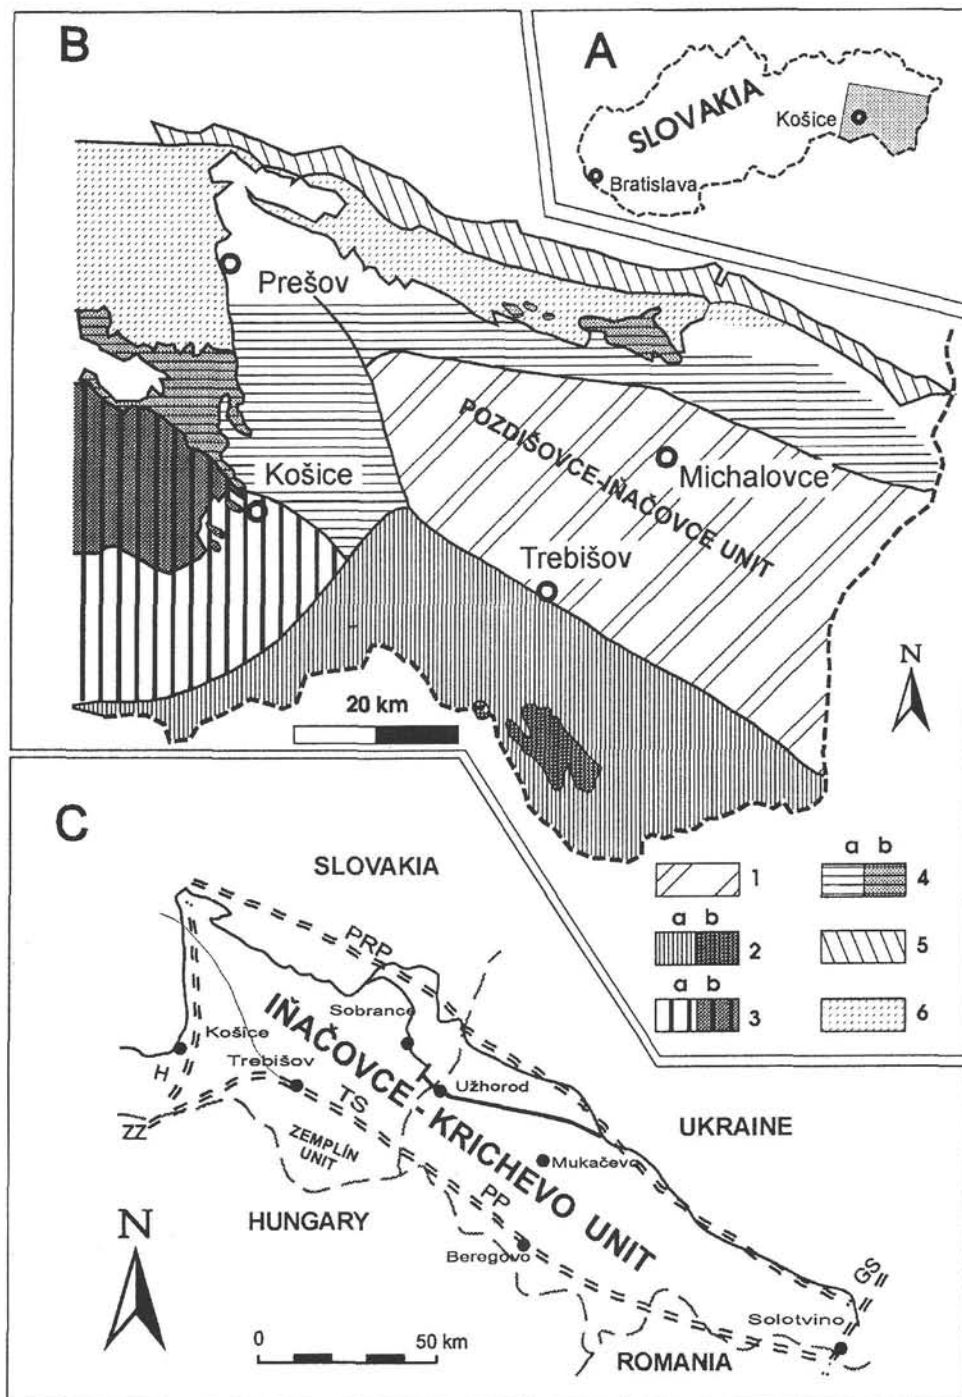 B
A
SLOVAKIA
Košice
Bratislava
Prešov
POZDIŠOVCE-IŇAČOVCE UNIT
Michalovce
Košice
Trebišov
N
20 km
a b
1
4
a b
2
5
a b
3
6
C
SLOVAKIA
PRP
Sobrance
IŇAČOVCE-KRICHEVO UNIT
Košice
Trebišov
H
TS
Užhorod
ZZ
ZEMPLÍN
UNIT
UKRAINE
Mukačevo
PP
N
HUNGARY
Beregovo
GS
Solotvino
0 50 km
ROMANIA